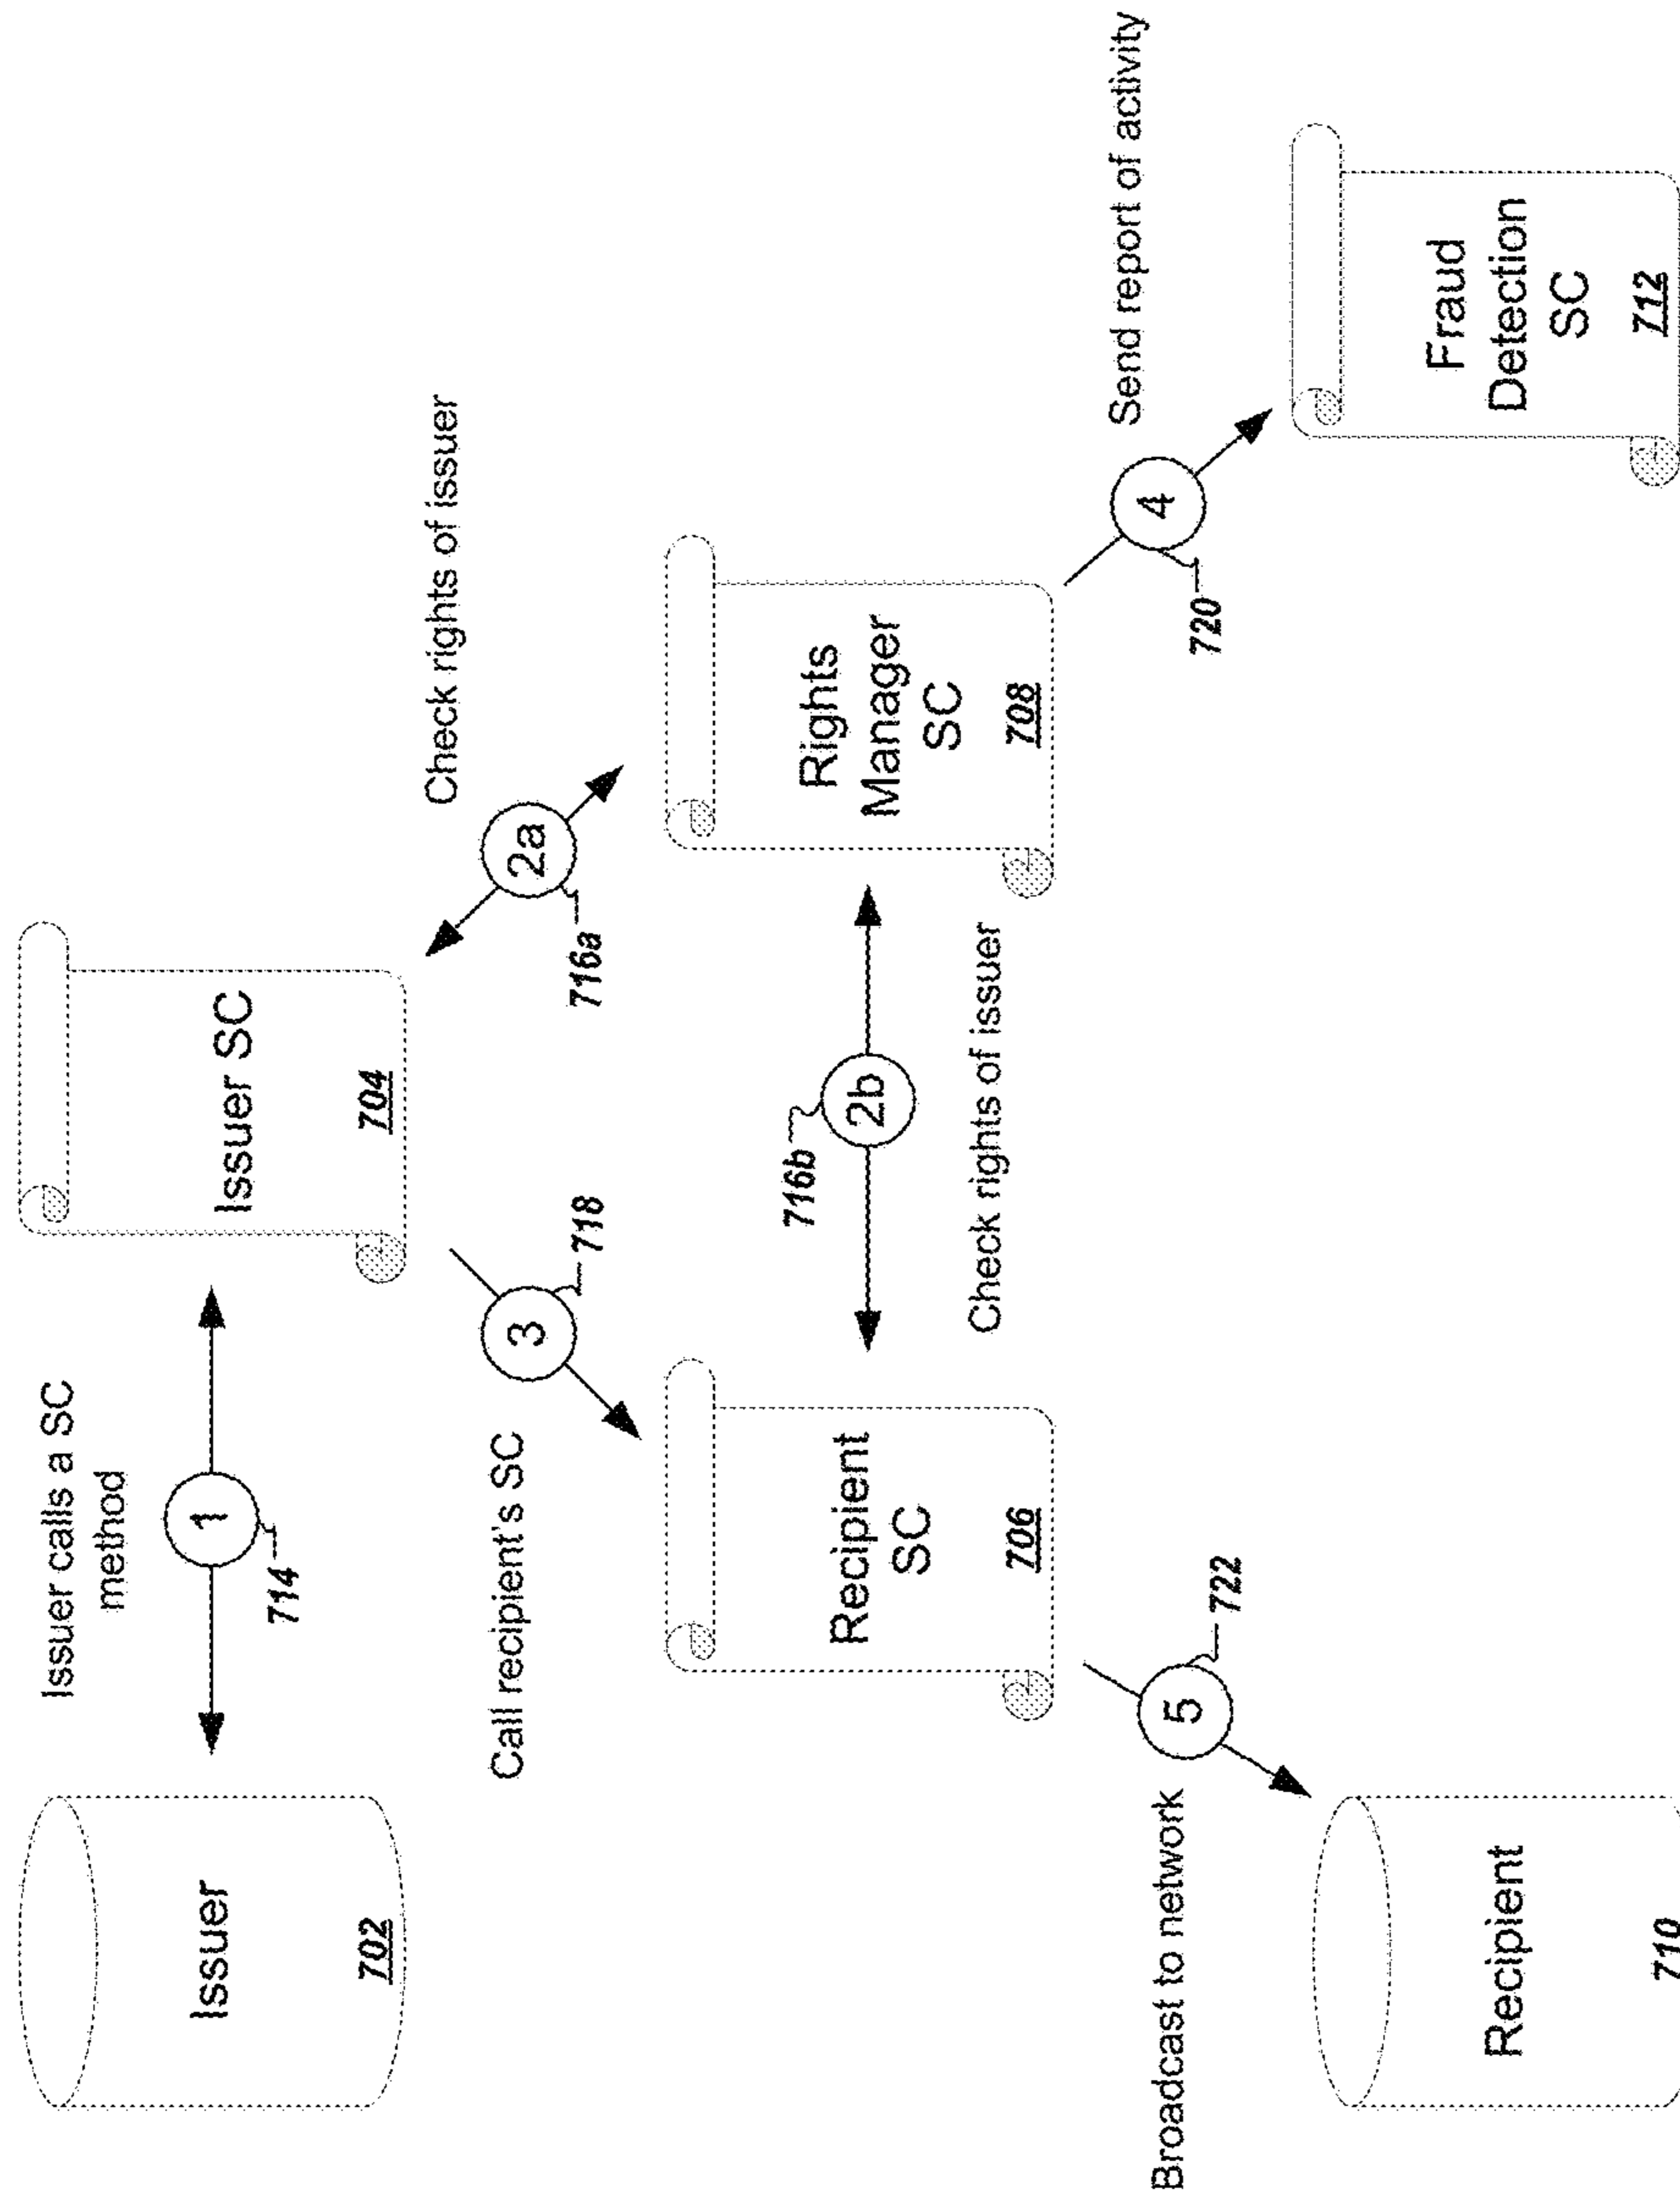 Issuer
702
Issuer calls a SC
method
1
714
Issuer SC
704
Call recipient's SC
3
718
2a
716a
Check rights of issuer
Recipient
SC
706
716b
2b
Check rights of issuer
Rights
Manager
SC
708
Broadcast to network
5
722
4
720
Send report of activity
Recipient
710
Fraud
Detection
SC
712